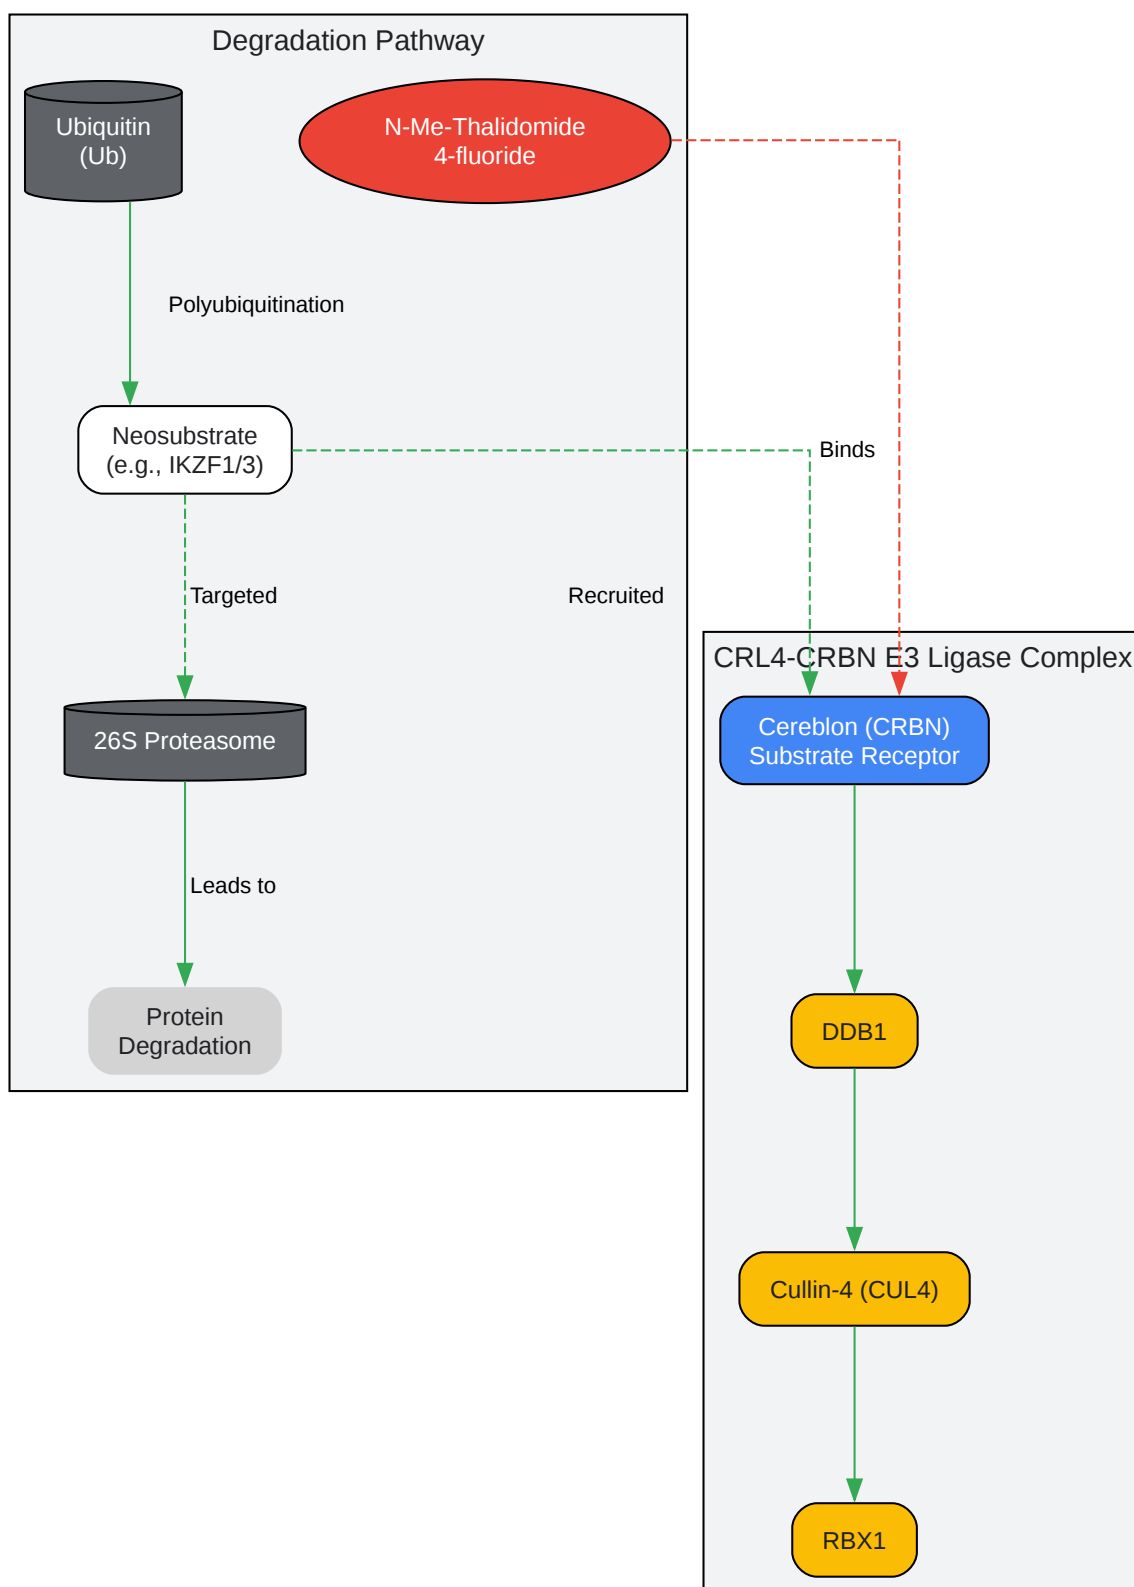 Degradation Pathway
Ubiquitin
(Ub)
N-Me-Thalidomide
4-fluoride
Polyubiquitination
Neosubstrate
(e.g., IKZF1/3)
Binds
Targeted
Recruited
CRL4-CRBN E3 Ligase Complex
26S Proteasome
Cereblon (CRBN)
Substrate Receptor
Leads to
Protein
Degradation
DDB1
Cullin-4 (CUL4)
RBX1